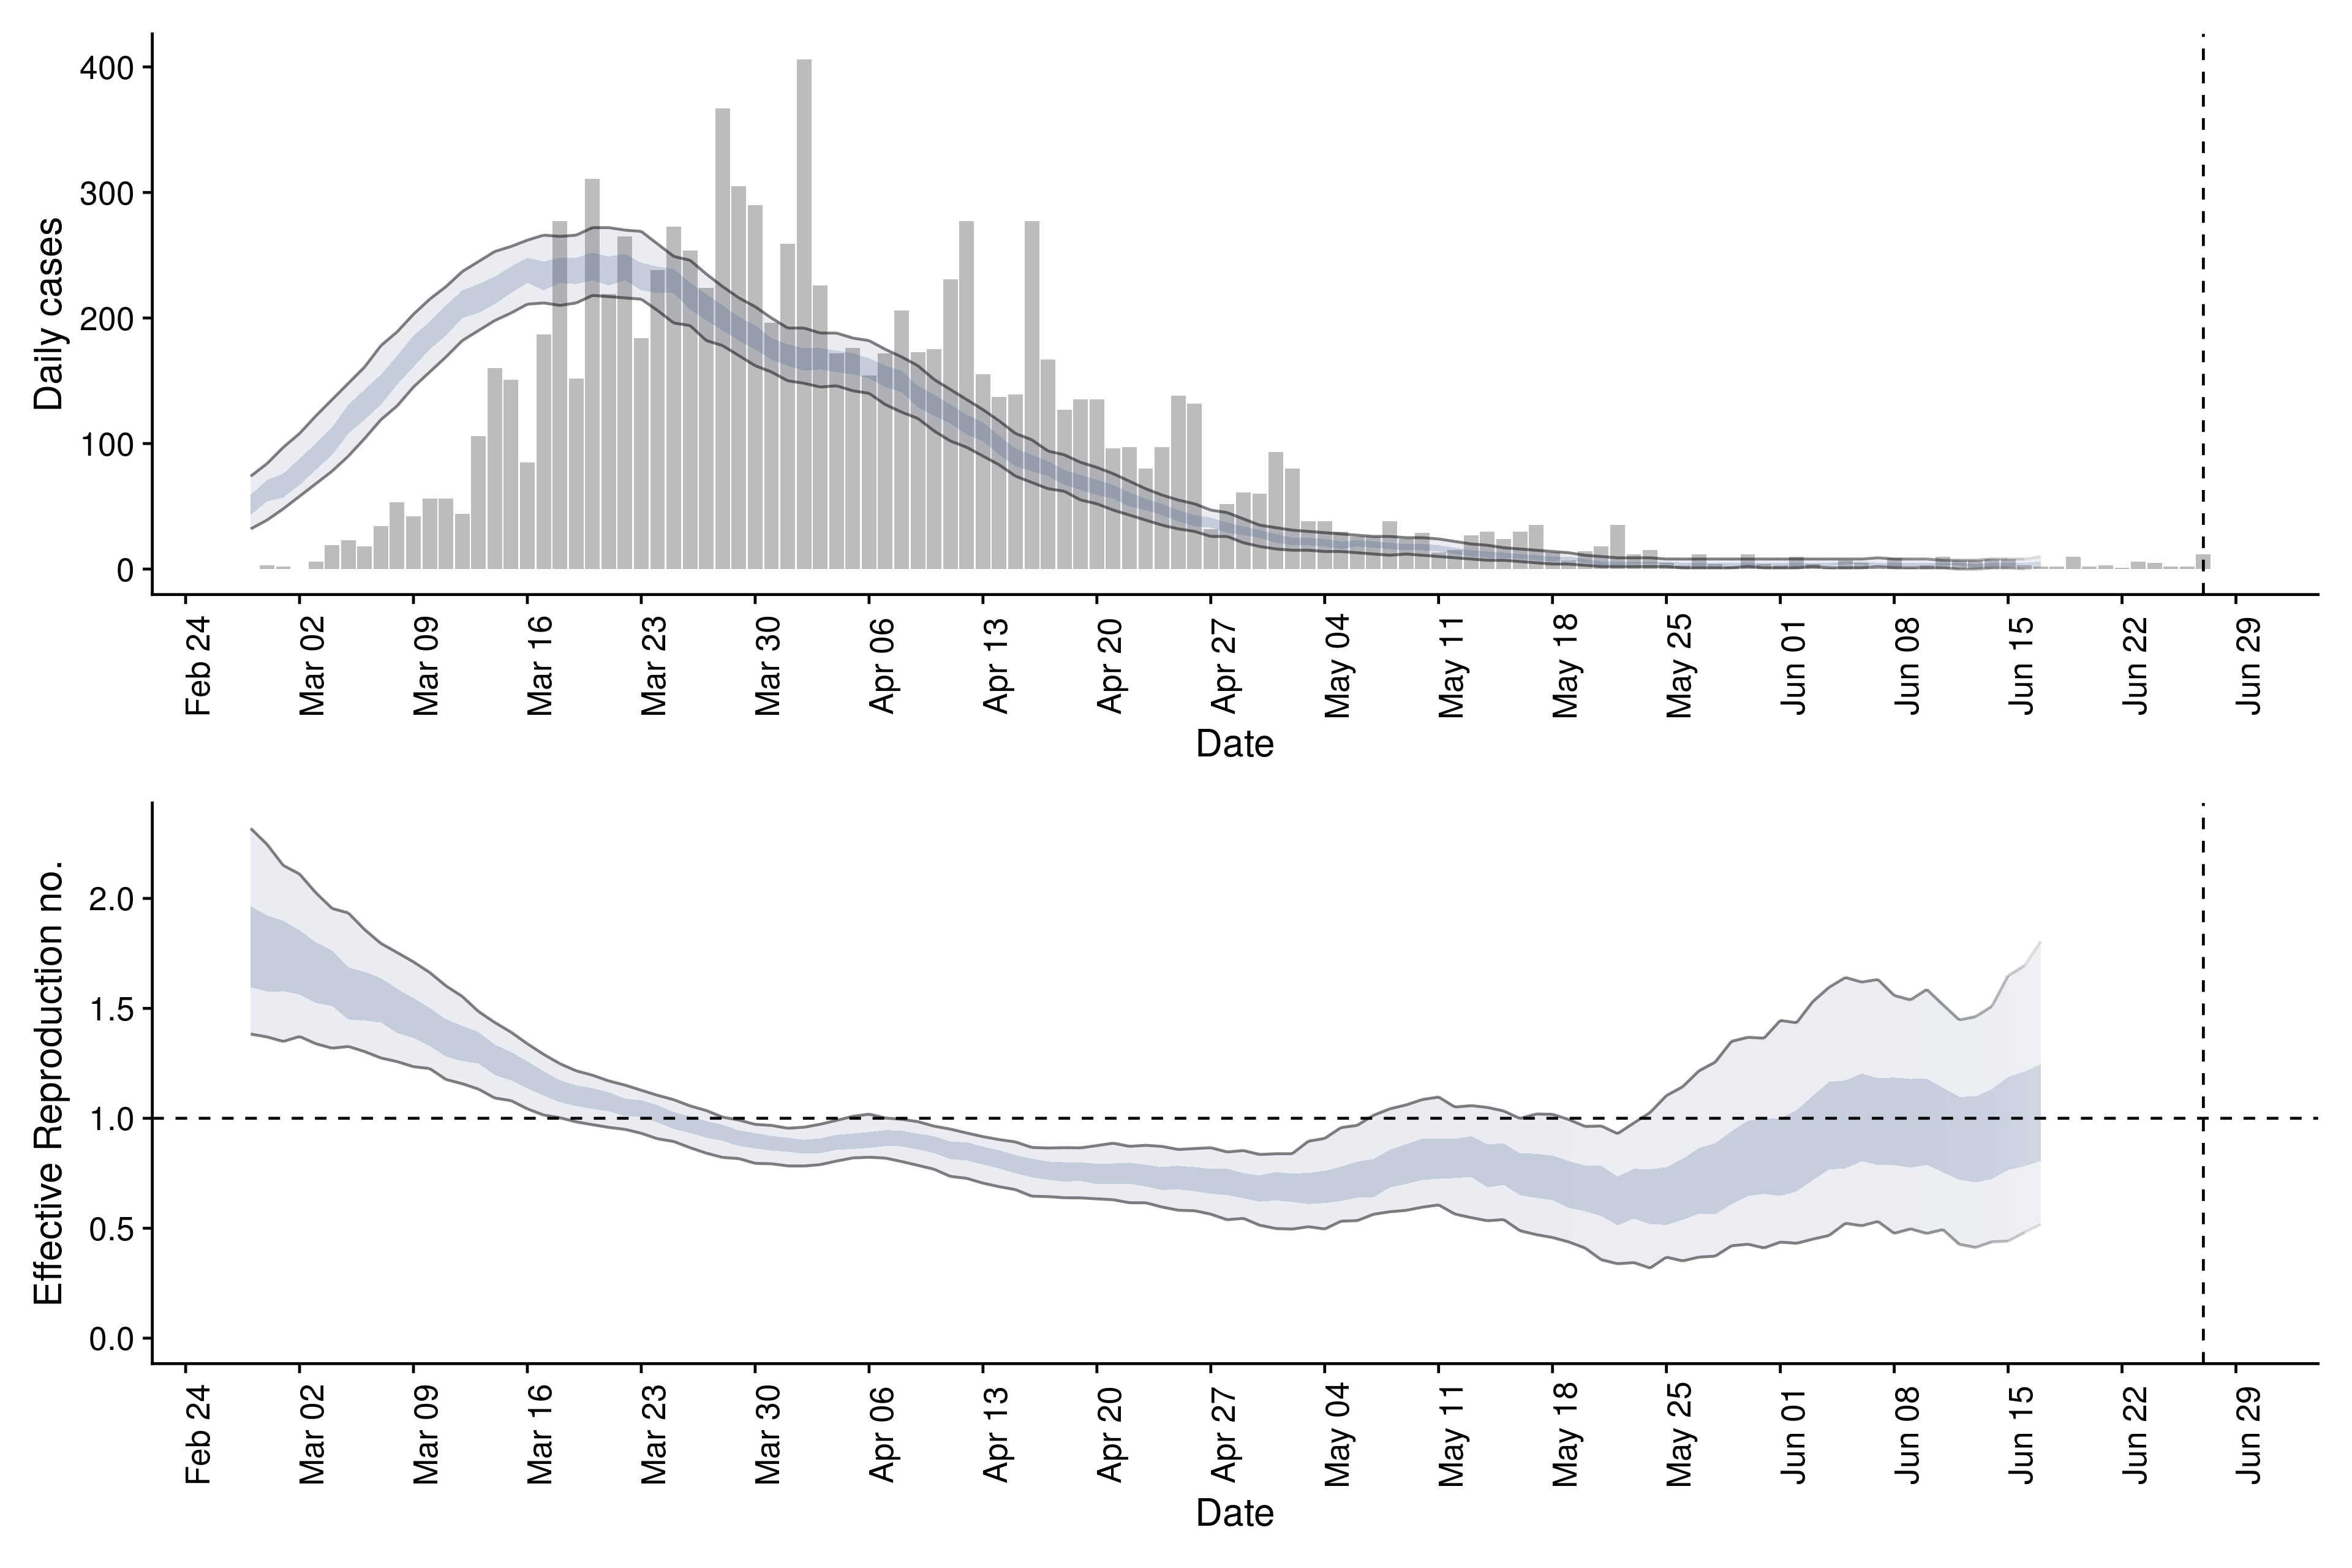 Daily cases
400
300
200
100
0
Feb 24
Mar 02
Mar 09
Mar 16
Mar 23
Mar 30
Apr 06
Apr 13
Apr 20
Apr 27
May 04
May 11
May 18
May 25
Jun 01
Jun 08
Jun 15
Jun 22
Jun 29
Date
Effective Reproduction no.
2.0
1.5
1.0
0.5
0.0
Feb 24
Mar 02
Mar 09
Mar 16
Mar 23
Mar 30
Apr 06
Apr 13
Apr 20
Apr 27
May 04
May 11
May 18
May 25
Jun 01
Jun 08
Jun 15
Jun 22
Jun 29
Date